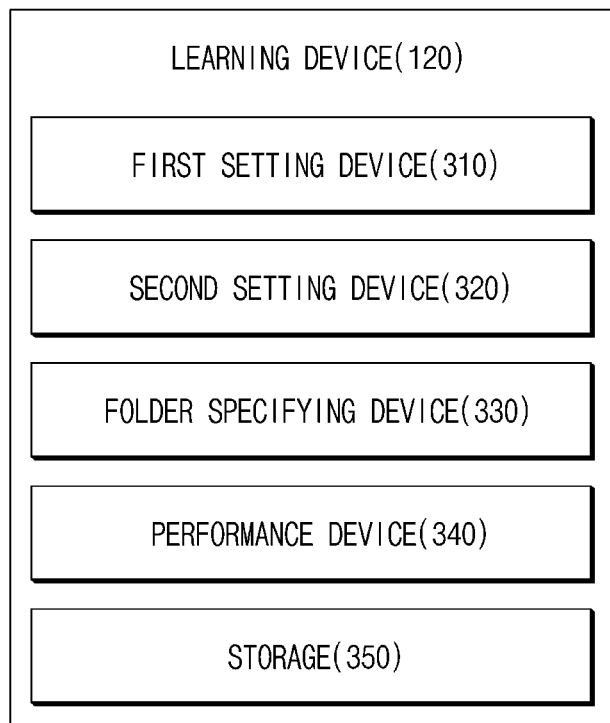 LEARNING DEVICE(120)
FIRST SETTING DEVICE(310)
SECOND SETTING DEVICE(320)
FOLDER SPECIFYING DEVICE(330)
PERFORMANCE DEVICE(340)
STORAGE(350)